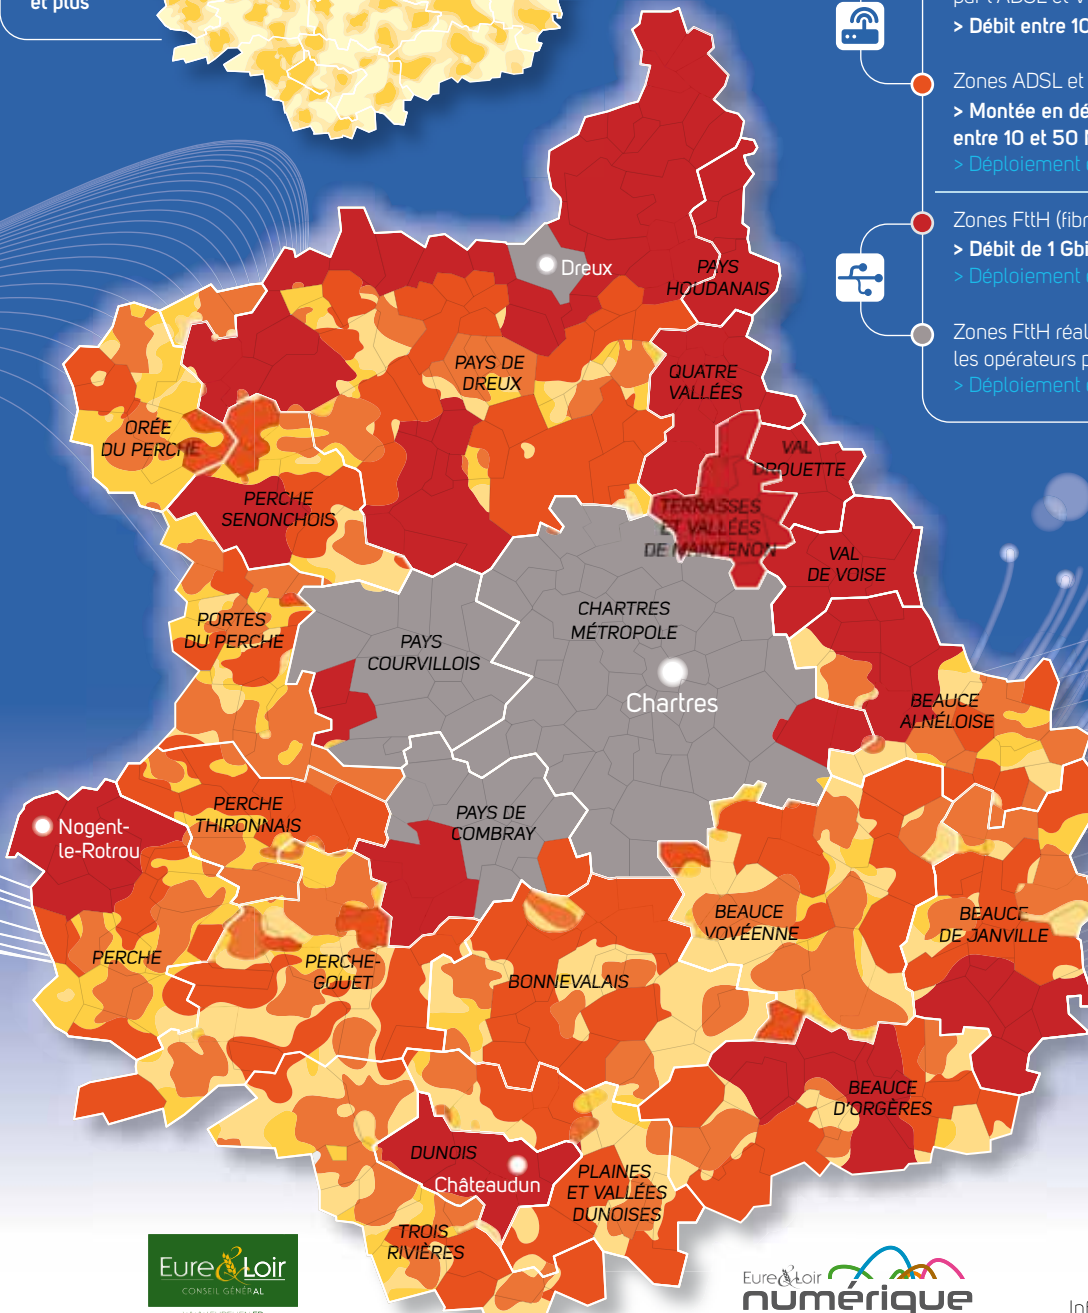 et plus
> Débit entre 10
Zones ADSL et
> Montée en dé
entre 10 et 50
> Déploiement
Zones FttH (fibr
> Débit de 1 Gbi
> Déploiement
Zones FttH réal
les opérateurs p
> Déploiement
Dreux
PAYS
HOUDANAIS
PAYS DE
DREUX
QUATRE
VALLÉES
ORÉE
DU PERCHE
VAL
DROUETTE
PERCHE
SENONCHOIS
TERRASSES
ET VALLÉES
DE MAINTENON
VAL
DE VOISE
PORTES
DU PERCHE
PAYS
COURVILLOIS
CHARTRES
MÉTROPOLE
Chartres
BEAUCE
ALNÉLOISE
PERCHE
THIRONNAIS
Nogent-
le-Rotrou
PAYS DE
COMBRAY
BEAUCE
VOVÉENNE
BEAUCE
DE JANVILLE
PERCHE
PERCHE-
GOUET
BONNEVALAIS
BEAUCE
D'ORGÈRES
DUNOIS
Châteaudun
PLAINES
ET VALLÉES
DUNOISES
TROIS
RIVIÈRES
Eure&Loir
CONSEIL GÉNÉRAL
Eure&Loir
numérique